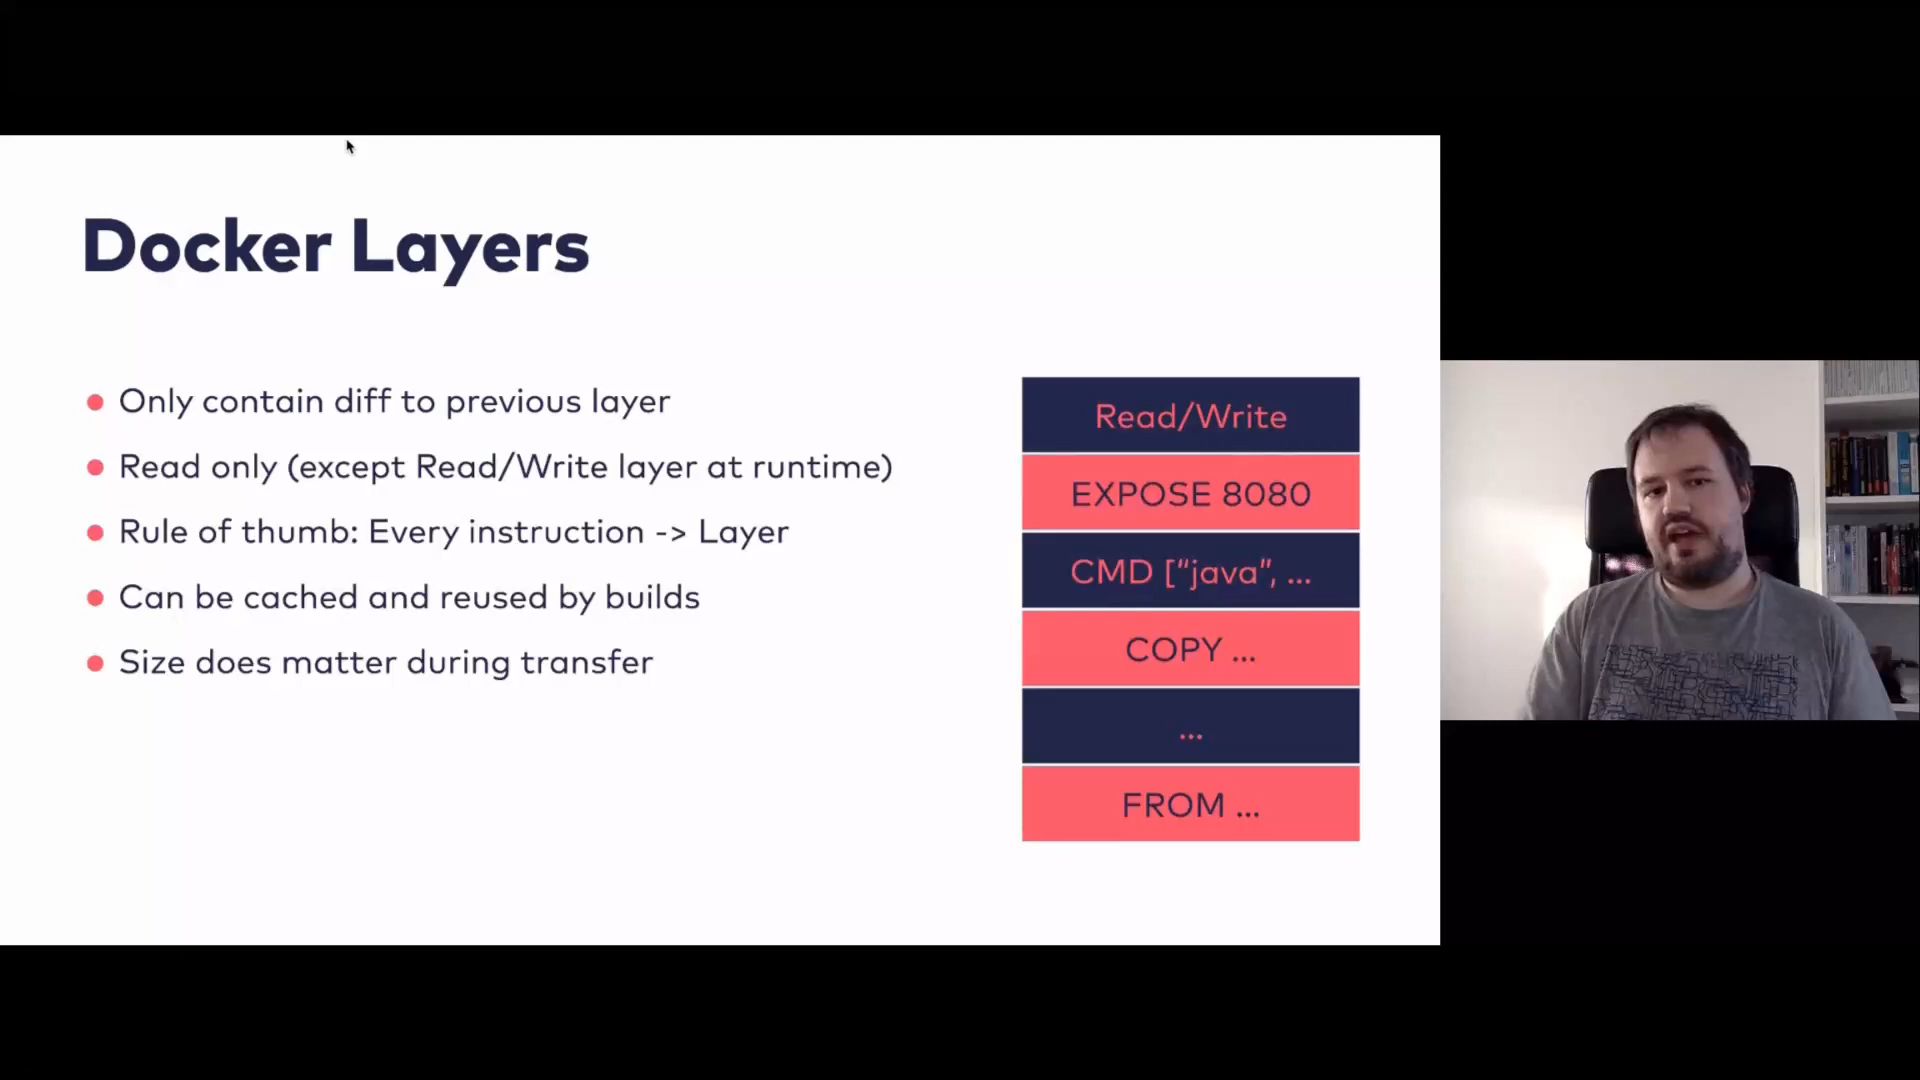 Docker Layers
Only contain diff to previous layer
Read only (except Read/Write layer at runtime)
Rule of thumb: Every instruction -> Layer
Can be cached and reused by builds
Size does matter during transfer
Read/Write
EXPOSE 8080
CMD [“java”, ...
COPY ...
...
FROM ...